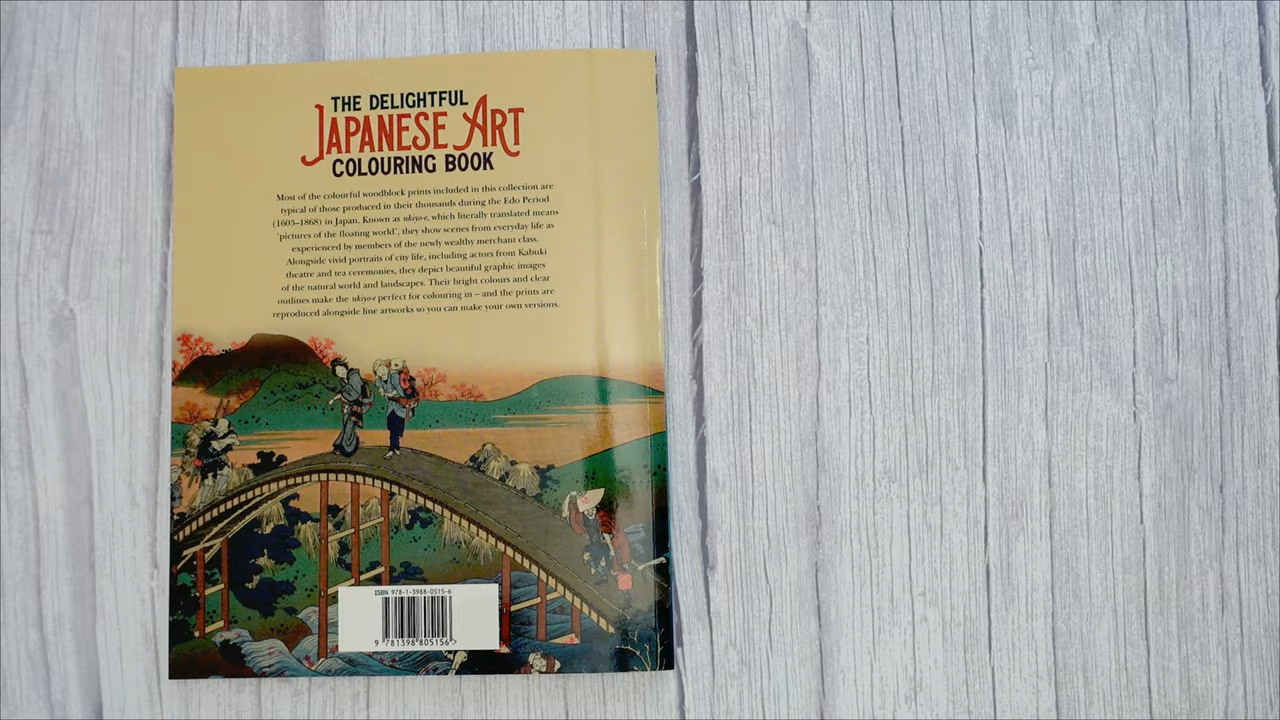 THE DELIGHTFUL
JAPANESE ART
COLOURING BOOK
Most of the colourful woodblock prints included in this collection are
typical of those produced in their thousands during the Edo Period
(1603–1868) in Japan. Known as ukiyo-e, which literally translated means
‘pictures of the floating world’, they show scenes from everyday life as
experienced by members of the newly wealthy merchant class.
Alongside vivid portraits of city life, including actors from Kabuki
theatre and tea ceremonies, they depict beautiful graphic images
of the natural world and landscapes. Their bright colours and clear
outlines make the ukiyo-e perfect for colouring in – and the prints are
reproduced alongside line artworks so you can make your own versions.
ISBN 978-1-3988-0515-6
9 781398 805156 >